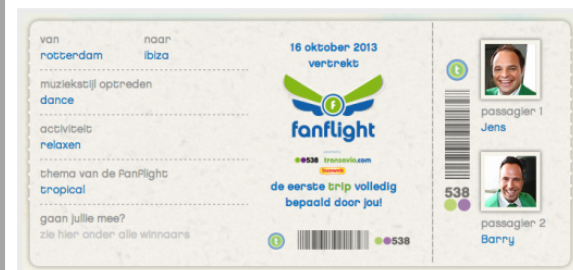 van naar
rotterdam ibiza
muziekstijl optreden
dance
activiteit
relaxen
thema van de FanFlight
tropical
gaan jullie mee?
zie hier onder alle winnaars
16 oktober 2013
vertrekt
fanflight
538 transavia.com
de eerste trip volledig
bepaald door jou!
t
538
t
538
passagier 1
Jens
passagier 2
Barry